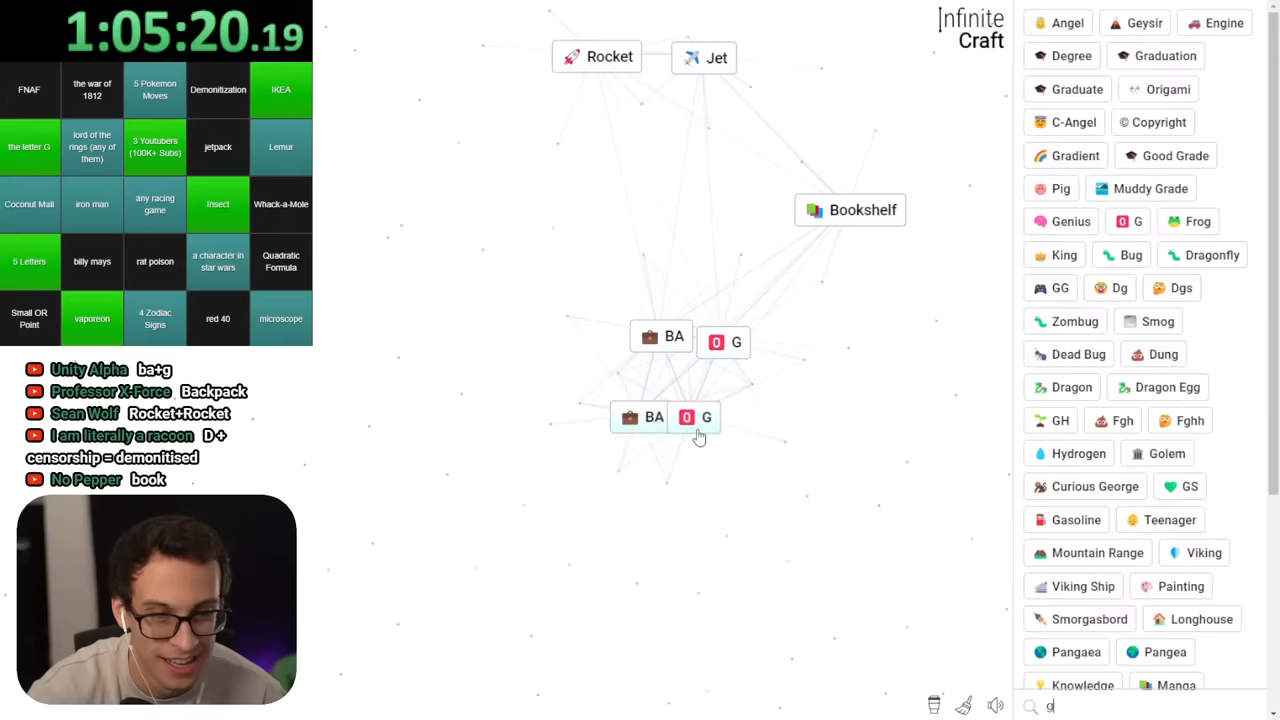 1:05:20.19
FNAF
the war of
1812
5 Pokemon
Moves
Demonitization
IKEA
the letter G
lord of the
rings (any of
them)
3 Youtubers
(100K+ Subs)
jetpack
Lemur
Coconut Mall
iron man
any racing
game
Insect
Whack-a-Mole
5 Letters
billy mays
rat poison
a character in
star wars
Quadratic
Formula
Small OR
Point
vaporeon
4 Zodiac
Signs
red 40
microscope
Unity Alpha ba+g
Professor X-Force Backpack
Sean Wolf Rocket+Rocket
I am literally a racoon D +
censorship = demonitised
No Pepper book
Infinite
Craft
Rocket
Jet
Bookshelf
BA
G
BA
G
Angel Geysir Engine
Degree Graduation
Graduate Origami
C-Angel © Copyright
Gradient Good Grade
Pig Muddy Grade
Genius G Frog
King Bug Dragonfly
GG Dg Dgs
Zombug Smog
Dead Bug Dung
Dragon Dragon Egg
GH Fgh Fghh
Hydrogen Golem
Curious George GS
Gasoline Teenager
Mountain Range Viking
Viking Ship Painting
Smorgasbord Longhouse
Pangaea Pangea
Knowledge Manga
g